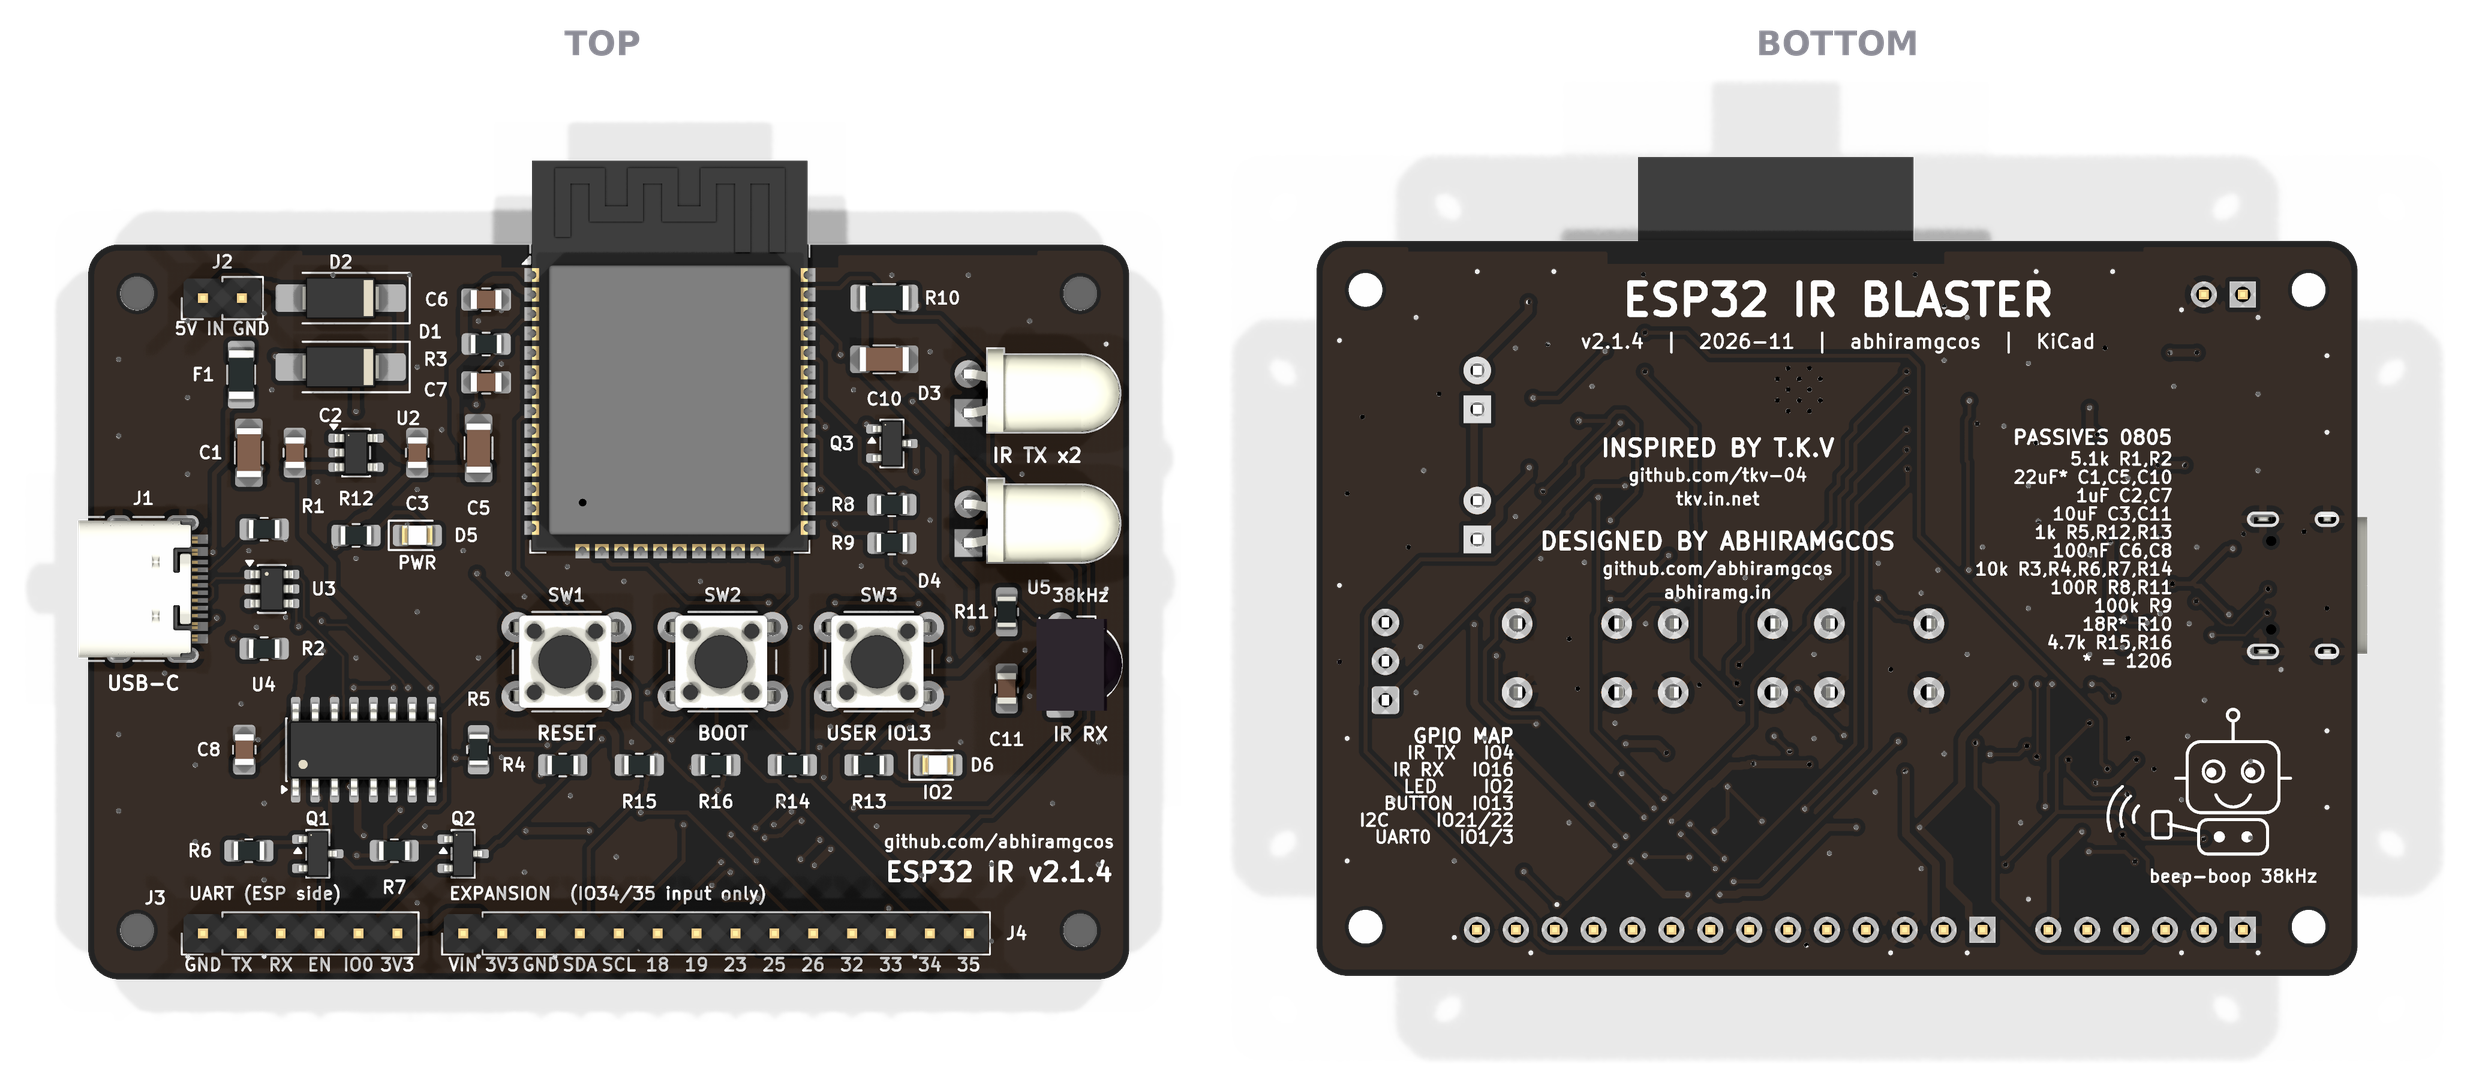 TOP
BOTTOM
J2
D2
5V IN GND
C6
D1
R3
C7
F1
R10
D3
C10
Q3
IR TX x2
C1
C2
U2
R1
R12
C3
C5
J1
D5
PWR
R8
R9
D4
U3
R2
U4
USB-C
SW1
SW2
SW3
U5
38kHz
R11
C11
IR RX
RESET
BOOT
USER IO13
R5
C8
R4
R15
R16
R14
R13
D6
IO2
Q1
Q2
R6
R7
github.com/abhiramgcos
ESP32 iR v2.1.4
J3
UART (ESP side)
EXPANSION (IO34/35 input only)
J4
GND TX RX EN IO0 3V3
VIN 3V3 GND SDA SCL 18 19 23 25 26 32 33 34 35
ESP32 IR BLASTER
v2.1.4 | 2026-11 | abhiramgcos | KiCad
INSPIRED BY T.K.V
github.com/tkv-04
tkv.in.net
DESIGNED BY ABHIRAMGCOS
github.com/abhiramgcos
abhiramg.in
PASSIVES 0805
5.1k R1,R2
22uF* C1,C5,C10
1uF C2,C7
10uF C3,C11
1k R5,R12,R13
100nF C6,C8
10k R3,R4,R6,R7,R14
100R R8,R11
100k R9
18R* R10
4.7k R15,R16
* = 1206
GPIO MAP
IR TX IO4
IR RX IO16
LED IO2
BUTTON IO13
I2C IO21/22
UART0 IO1/3
beep-boop 38kHz